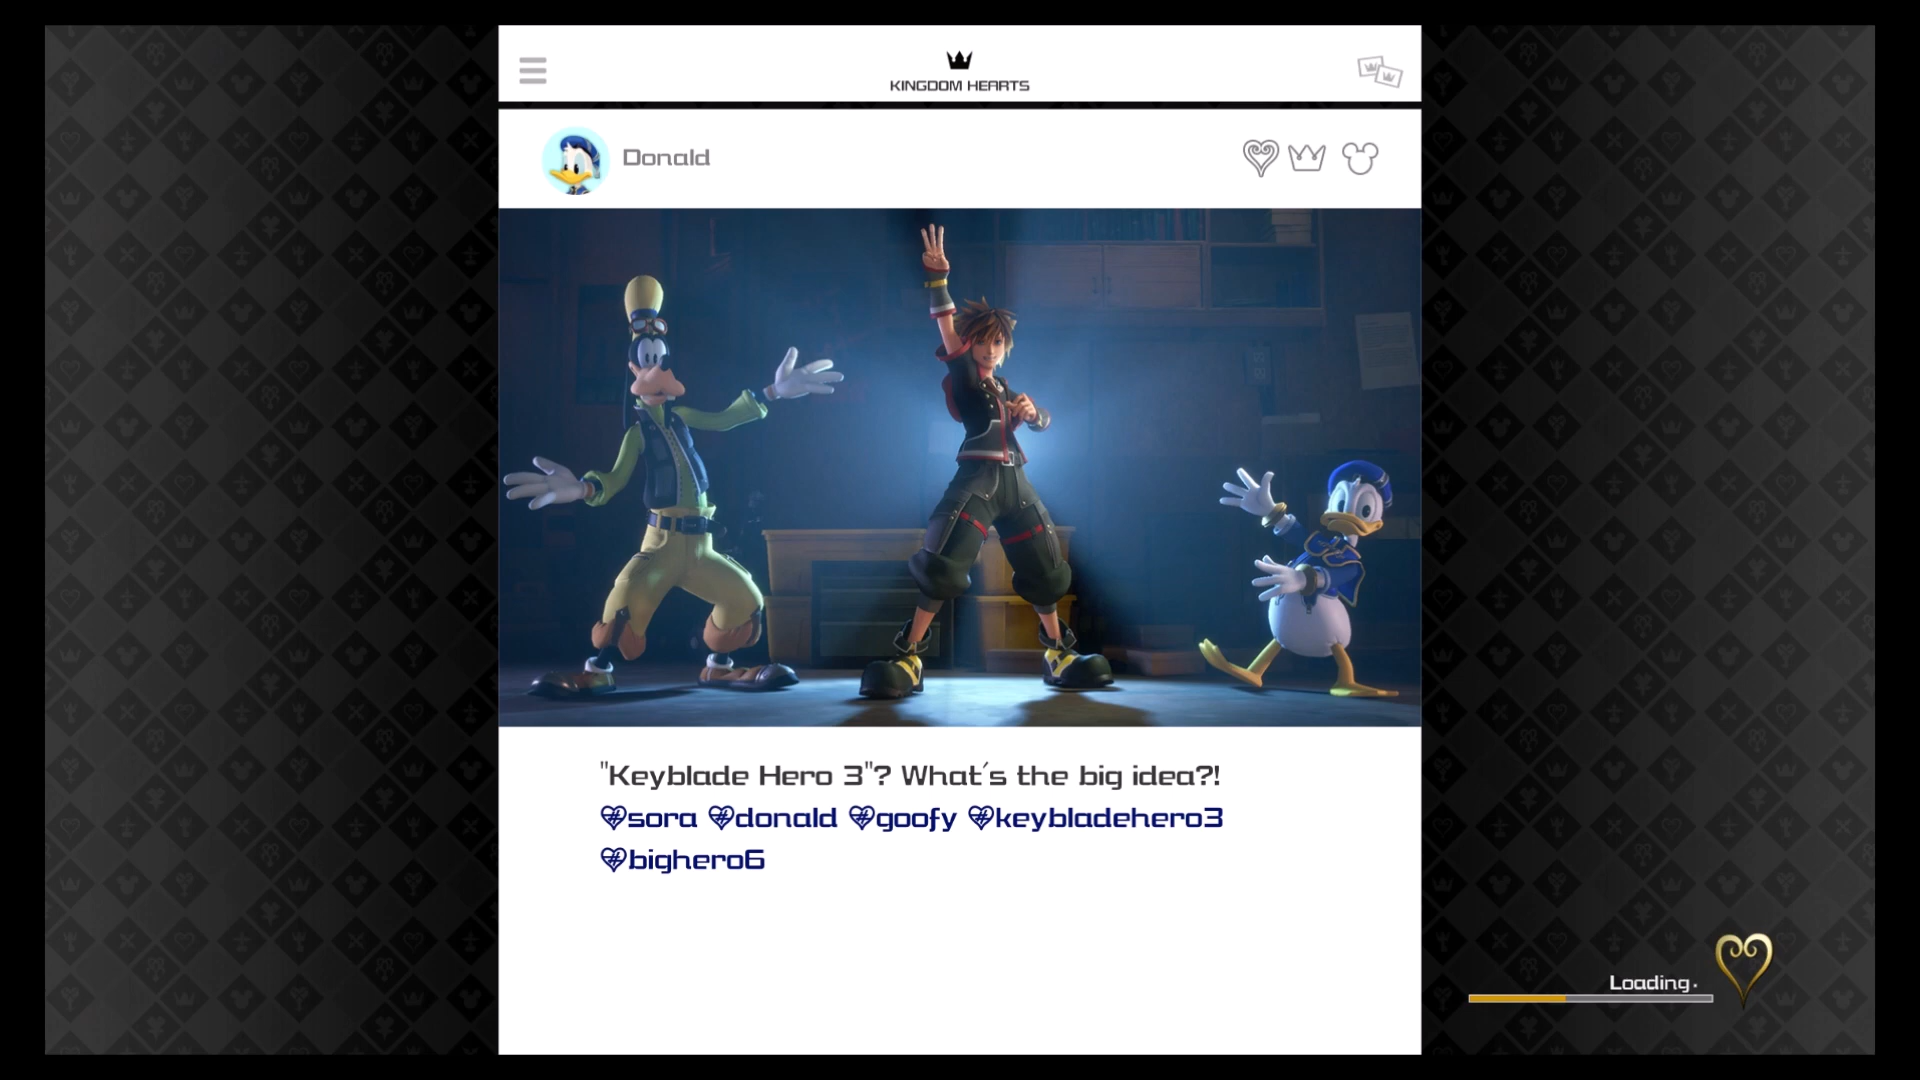 KINGDOM HEARTS
Donald
"Keyblade Hero 3"? What's the big idea?!
#sora #donald #goofy #keybladehero3
#bighero6
Loading.